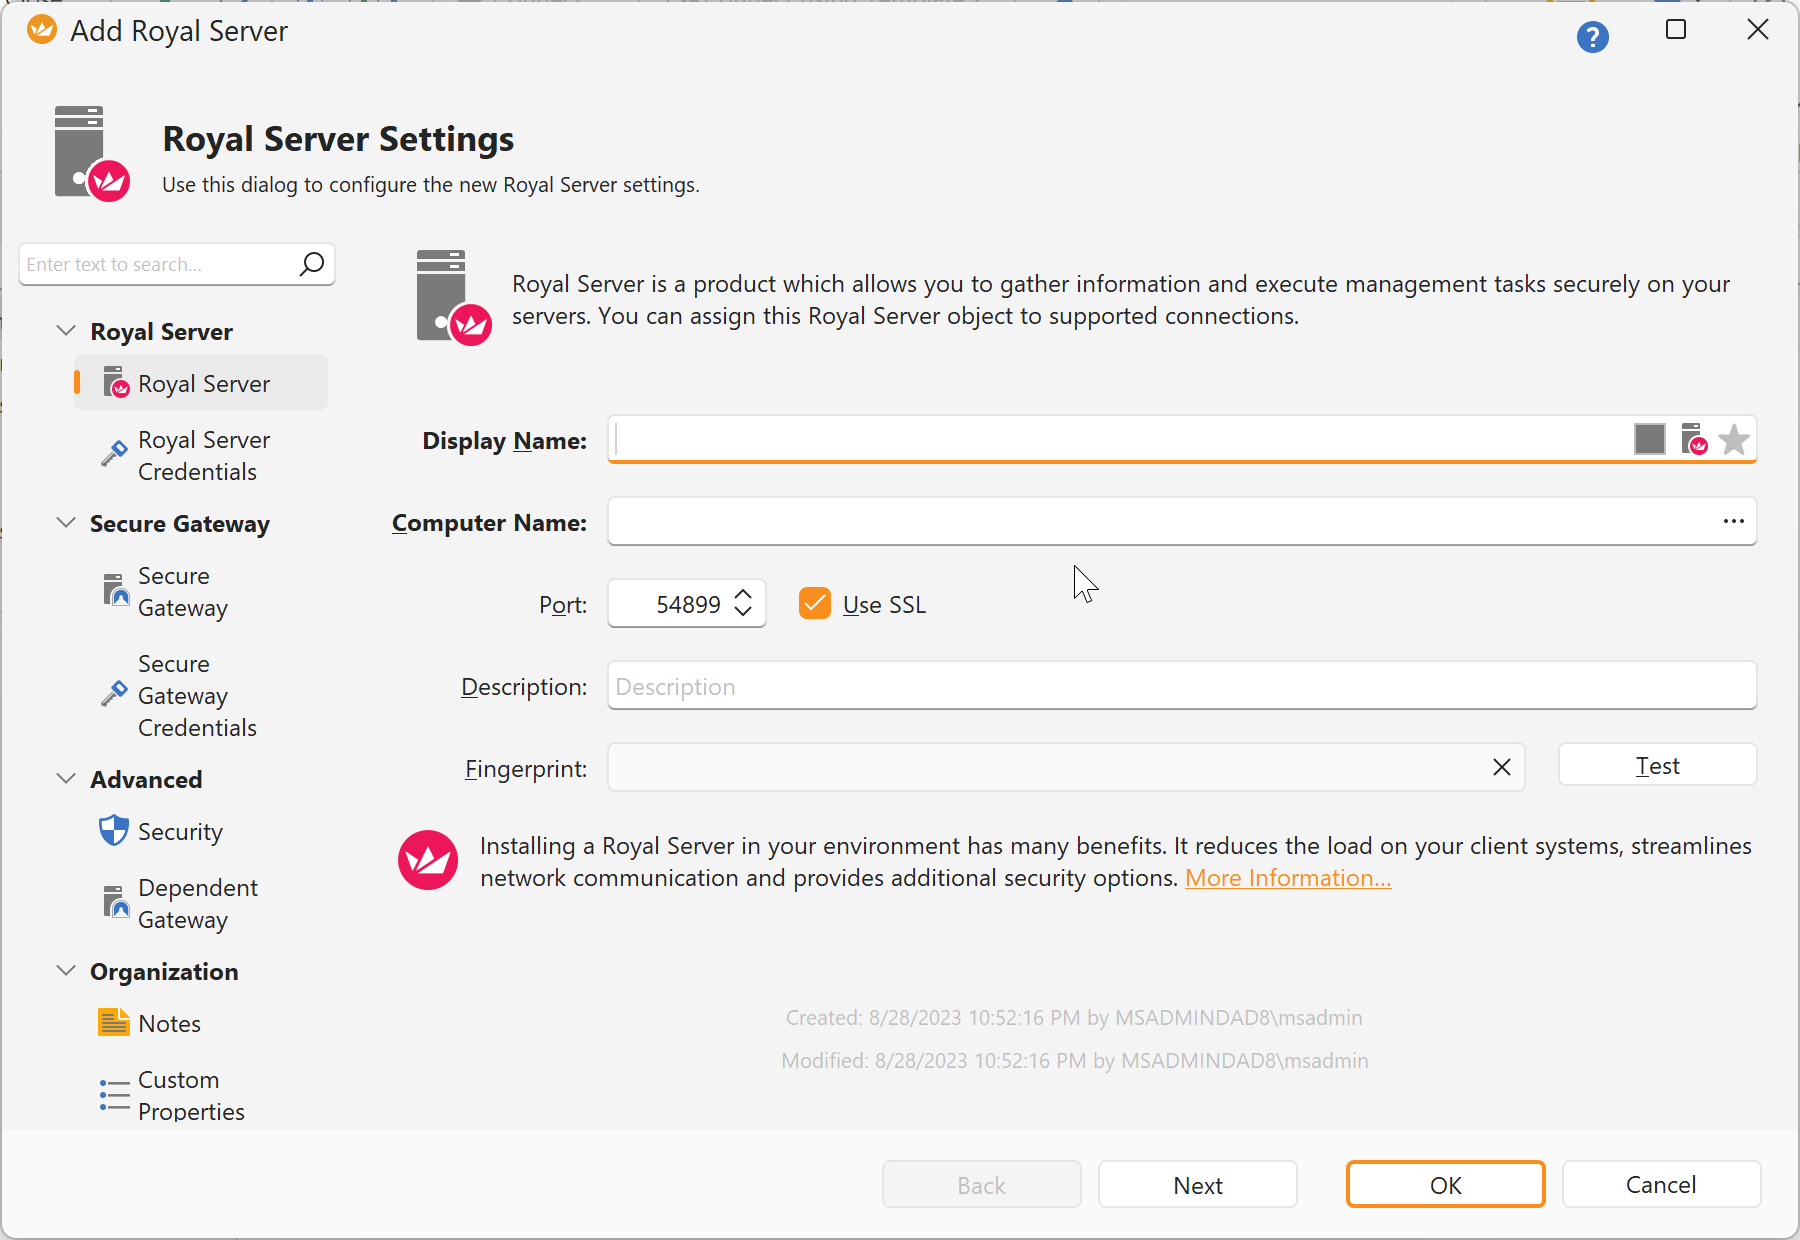 Add Royal Server
?
Royal Server Settings
Use this dialog to configure the new Royal Server settings.
Enter text to search...
Royal Server
Royal Server
Royal Server
Credentials
Secure Gateway
Secure
Gateway
Secure
Gateway
Credentials
Advanced
Security
Dependent
Gateway
Organization
Notes
Custom
Properties
Royal Server is a product which allows you to gather information and execute management tasks securely on your
servers. You can assign this Royal Server object to supported connections.
Display Name:
Computer Name:
...
Port: 54899 Use SSL
Description: Description
Fingerprint: Test
Installing a Royal Server in your environment has many benefits. It reduces the load on your client systems, streamlines
network communication and provides additional security options. More Information...
Created: 8/28/2023 10:52:16 PM by MSADMINDAD8\msadmin
Modified: 8/28/2023 10:52:16 PM by MSADMINDAD8\msadmin
Back Next OK Cancel